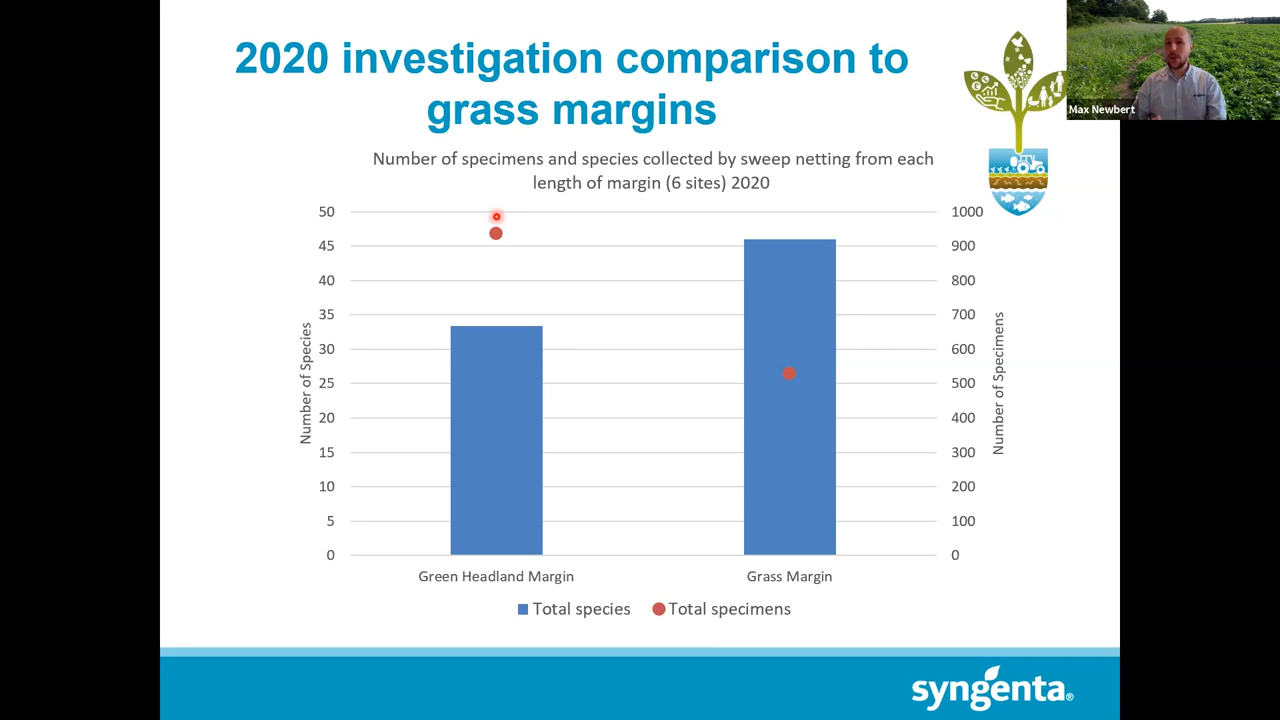 2020 investigation comparison to
grass margins
Max Newbert
Number of specimens and species collected by sweep netting from each
length of margin (6 sites) 2020
Number of Species
50
45
40
35
30
25
20
15
10
5
0
1000
900
800
700
600
500
400
300
200
100
0
Number of Specimens
Green Headland Margin
Grass Margin
Total species
Total specimens
syngenta®